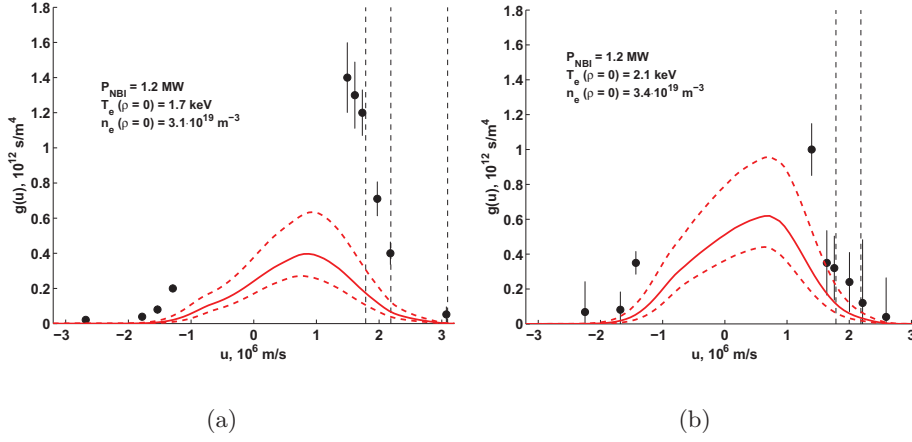 1.8
1.6
1.4
1.2
1
0.8
0.6
0.4
0.2
0
g(u), 10^12 s/m^4
P_NBI = 1.2 MW
T_e (ρ = 0) = 1.7 keV
n_e (ρ = 0) = 3.1·10^19 m^−3
−3 −2 −1 0 1 2 3
u, 10^6 m/s
(a)
1.8
1.6
1.4
1.2
1
0.8
0.6
0.4
0.2
0
g(u), 10^12 s/m^4
P_NBI = 1.2 MW
T_e (ρ = 0) = 2.1 keV
n_e (ρ = 0) = 3.4·10^19 m^−3
−3 −2 −1 0 1 2 3
u, 10^6 m/s
(b)